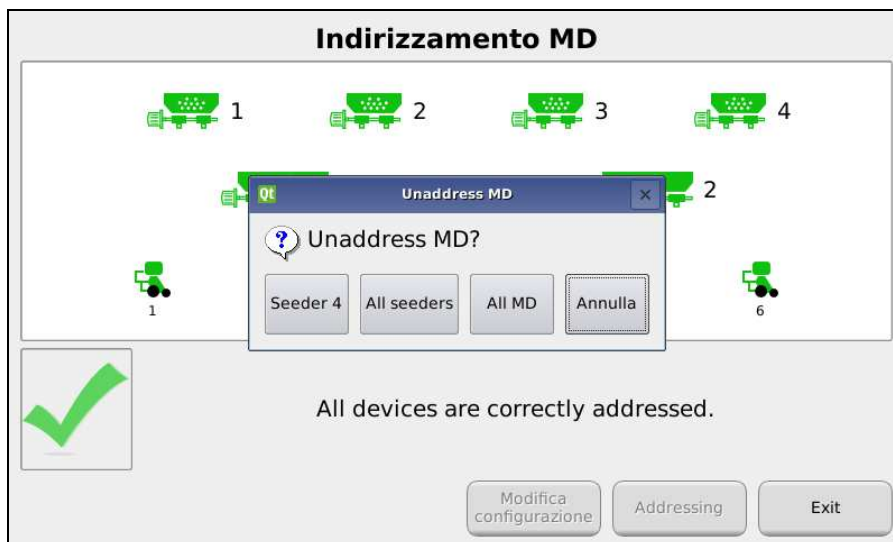 Indirizzamento MD
1 2 3 4
Qt Unaddress MD ×
2
? Unaddress MD?
Seeder 4 All seeders All MD Annulla
1 6
All devices are correctly addressed.
Modifica
configurazione Addressing Exit